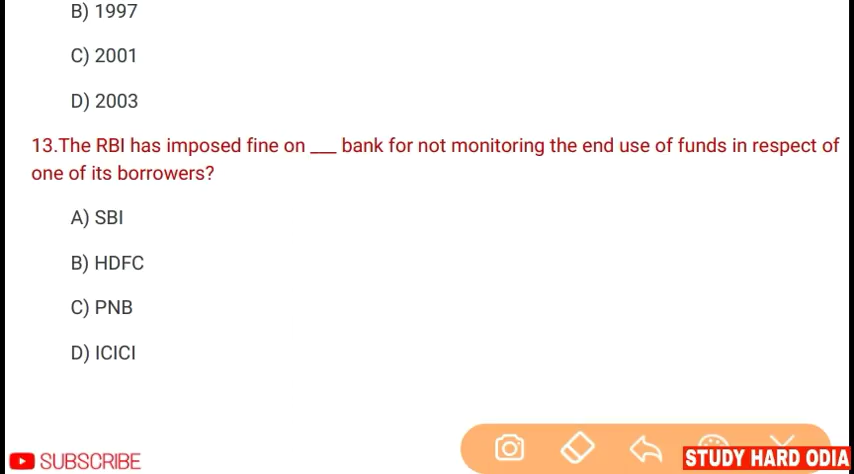 B) 1997
C) 2001
D) 2003
13.The RBI has imposed fine on ___ bank for not monitoring the end use of funds in respect of
one of its borrowers?
A) SBI
B) HDFC
C) PNB
D) ICICI
SUBSCRIBE
STUDY HARD ODIA